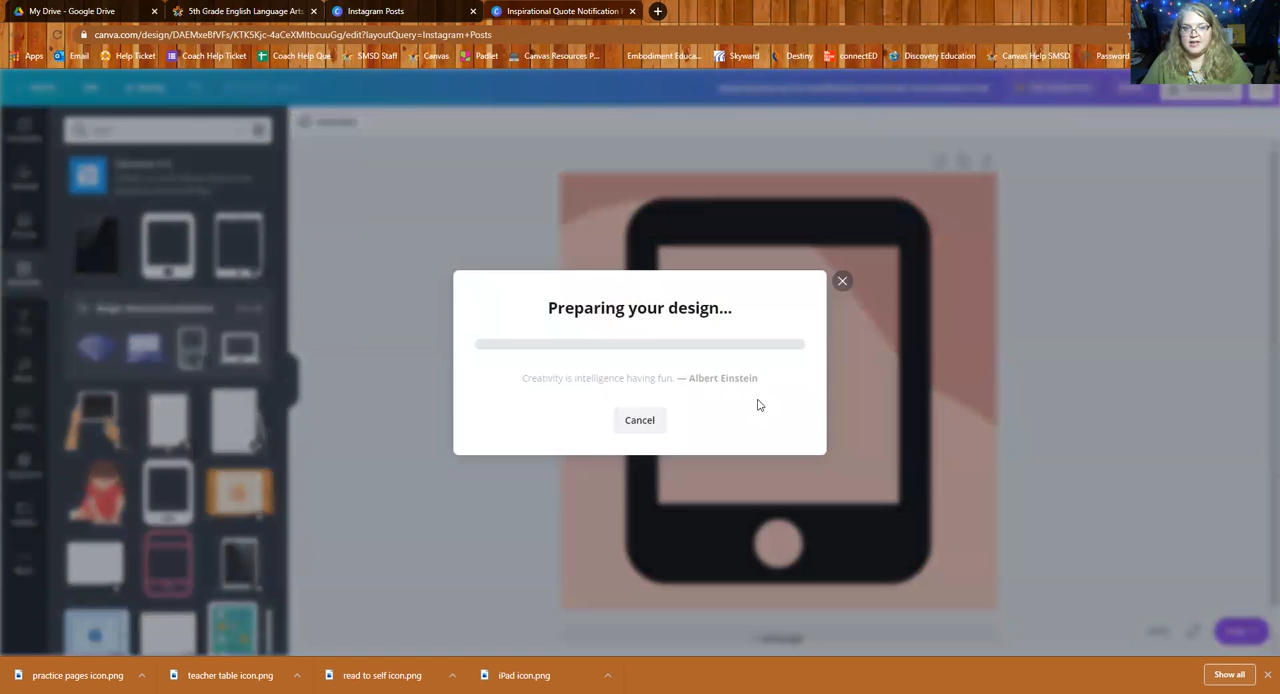 My Drive - Google Drive
5th Grade English Language Arts
Instagram Posts
Inspirational Quote Notification
canva.com/design/DAEMxeBfVFs/KTK5Kjc-4aCeXMItbcuuGg/edit?layoutQuery=Instagram+Posts
Apps
Email
Help Ticket
Coach Help Ticket
Coach Help Que...
SMSD Staff
Canvas
Padlet
Canvas Resources P...
Embodiment Educa...
Skyward
Destiny
connectED
Discovery Education
Canvas Help SMSD
Password
Preparing your design...
Creativity is intelligence having fun. — Albert Einstein
Cancel
practice pages icon.png
teacher table icon.png
read to self icon.png
iPad icon.png
Show all